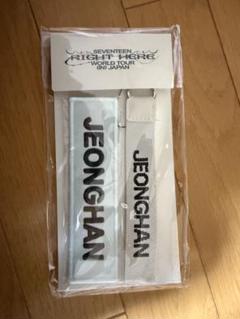 SEVENTEEN
RIGHT HERE
WORLD TOUR
IN JAPAN
JEONGHAN
JEONGHAN